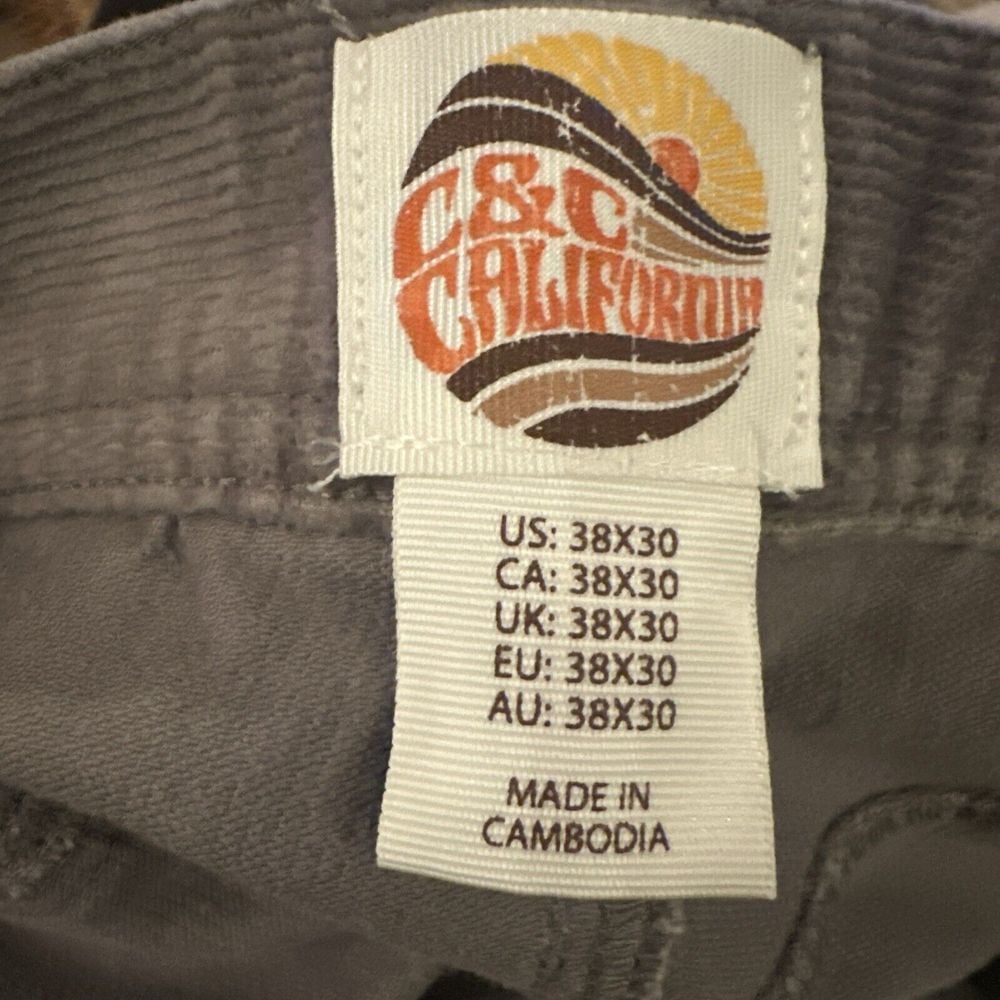 C&C
CALIFORNIA
US: 38X30
CA: 38X30
UK: 38X30
EU: 38X30
AU: 38X30
MADE IN
CAMBODIA